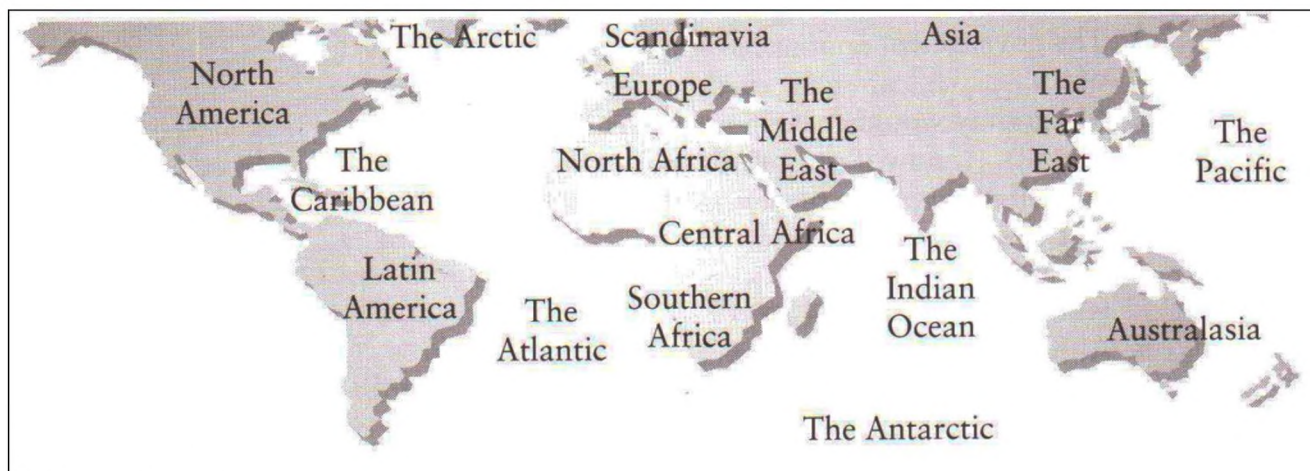 The Arctic
Scandinavia
Asia
North
America
Europe
The
Middle
East
The
Far
East
The
Pacific
The
Caribbean
North Africa
Central Africa
The
Indian
Ocean
Latin
America
The
Atlantic
Southern
Africa
Australasia
The Antarctic